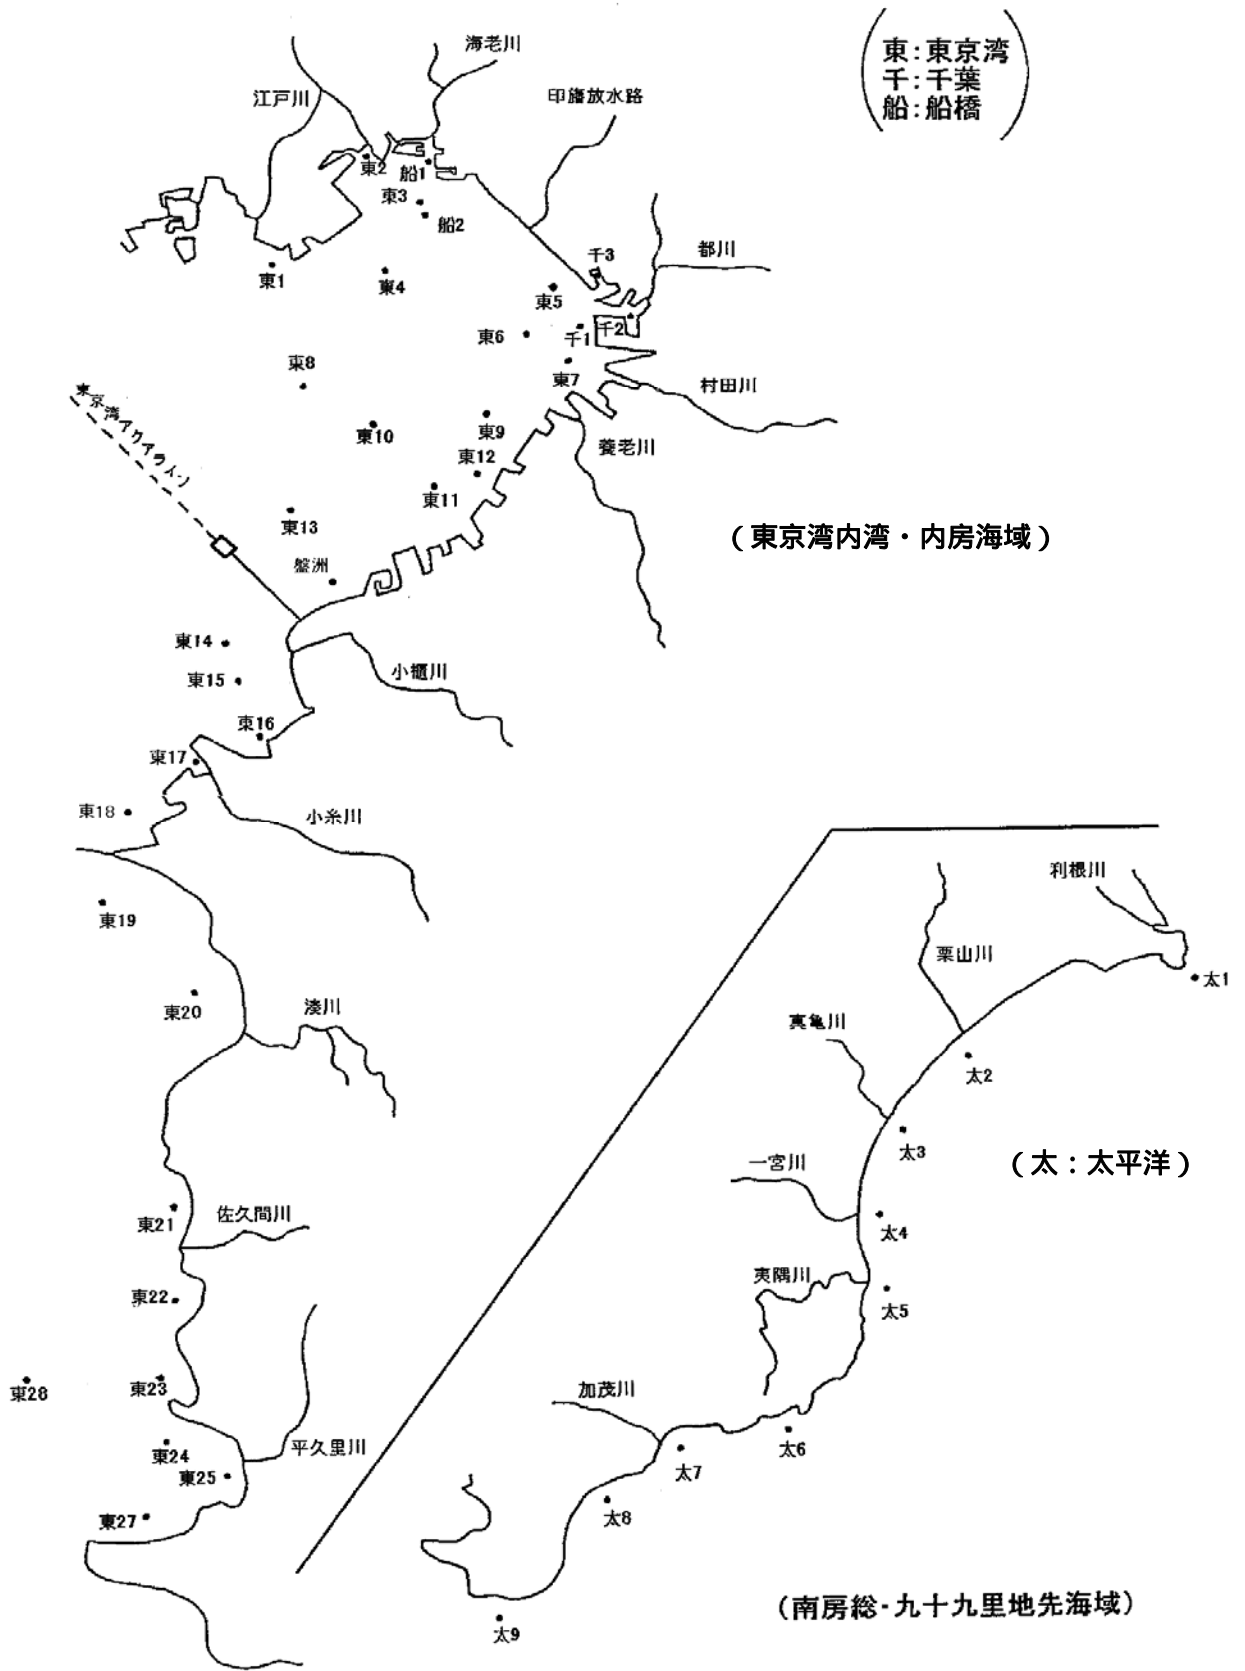 海老川
東:東京湾
千:千葉
船:船橋
江戸川
印旛放水路
東2
船1
東3
船2
都川
千3
東1
東4
東5
東6
千1
千2
東8
東7
村田川
東京湾アクアライン
東10
東9
養老川
東12
東11
東13
(東京湾内湾・内房海域)
盤洲
東14
東15
小櫃川
東16
東17
東18
小糸川
東19
利根川
栗山川
太1
東20
湊川
真亀川
太2
太3
(太:太平洋)
一宮川
東21
佐久間川
太4
夷隅川
東22
太5
東28
東23
加茂川
東24
平久里川
太6
東25
太7
東27
太8
(南房総・九十九里地先海域)
太9